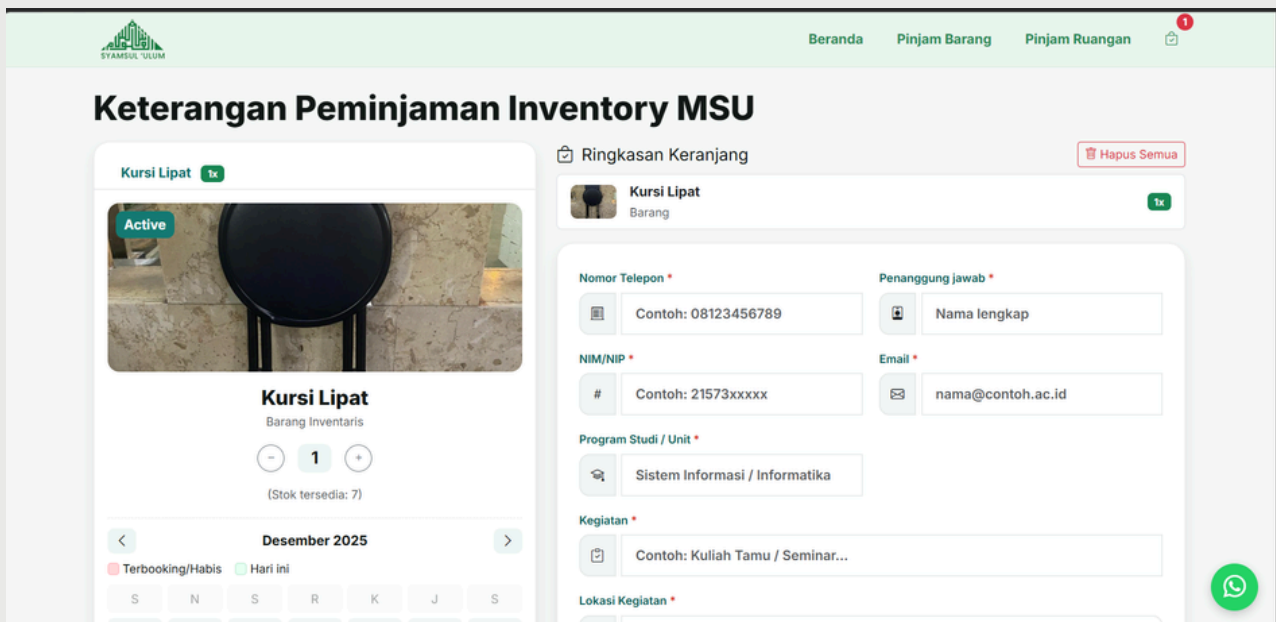 SYAMSUL 'ULUM
Beranda Pinjam Barang Pinjam Ruangan 1
Keterangan Peminjaman Inventory MSU
Kursi Lipat 1x
Active
Kursi Lipat
Barang Inventaris
- 1 +
(Stok tersedia: 7)
< Desember 2025 >
Terbooking/Habis Hari ini
S N S R K J S
Ringkasan Keranjang Hapus Semua
Kursi Lipat
Barang
1x
Nomor Telepon * Penanggung jawab *
Contoh: 08123456789 Nama lengkap
NIM/NIP * Email *
# Contoh: 21573xxxxx nama@contoh.ac.id
Program Studi / Unit *
Sistem Informasi / Informatika
Kegiatan *
Contoh: Kuliah Tamu / Seminar...
Lokasi Kegiatan *